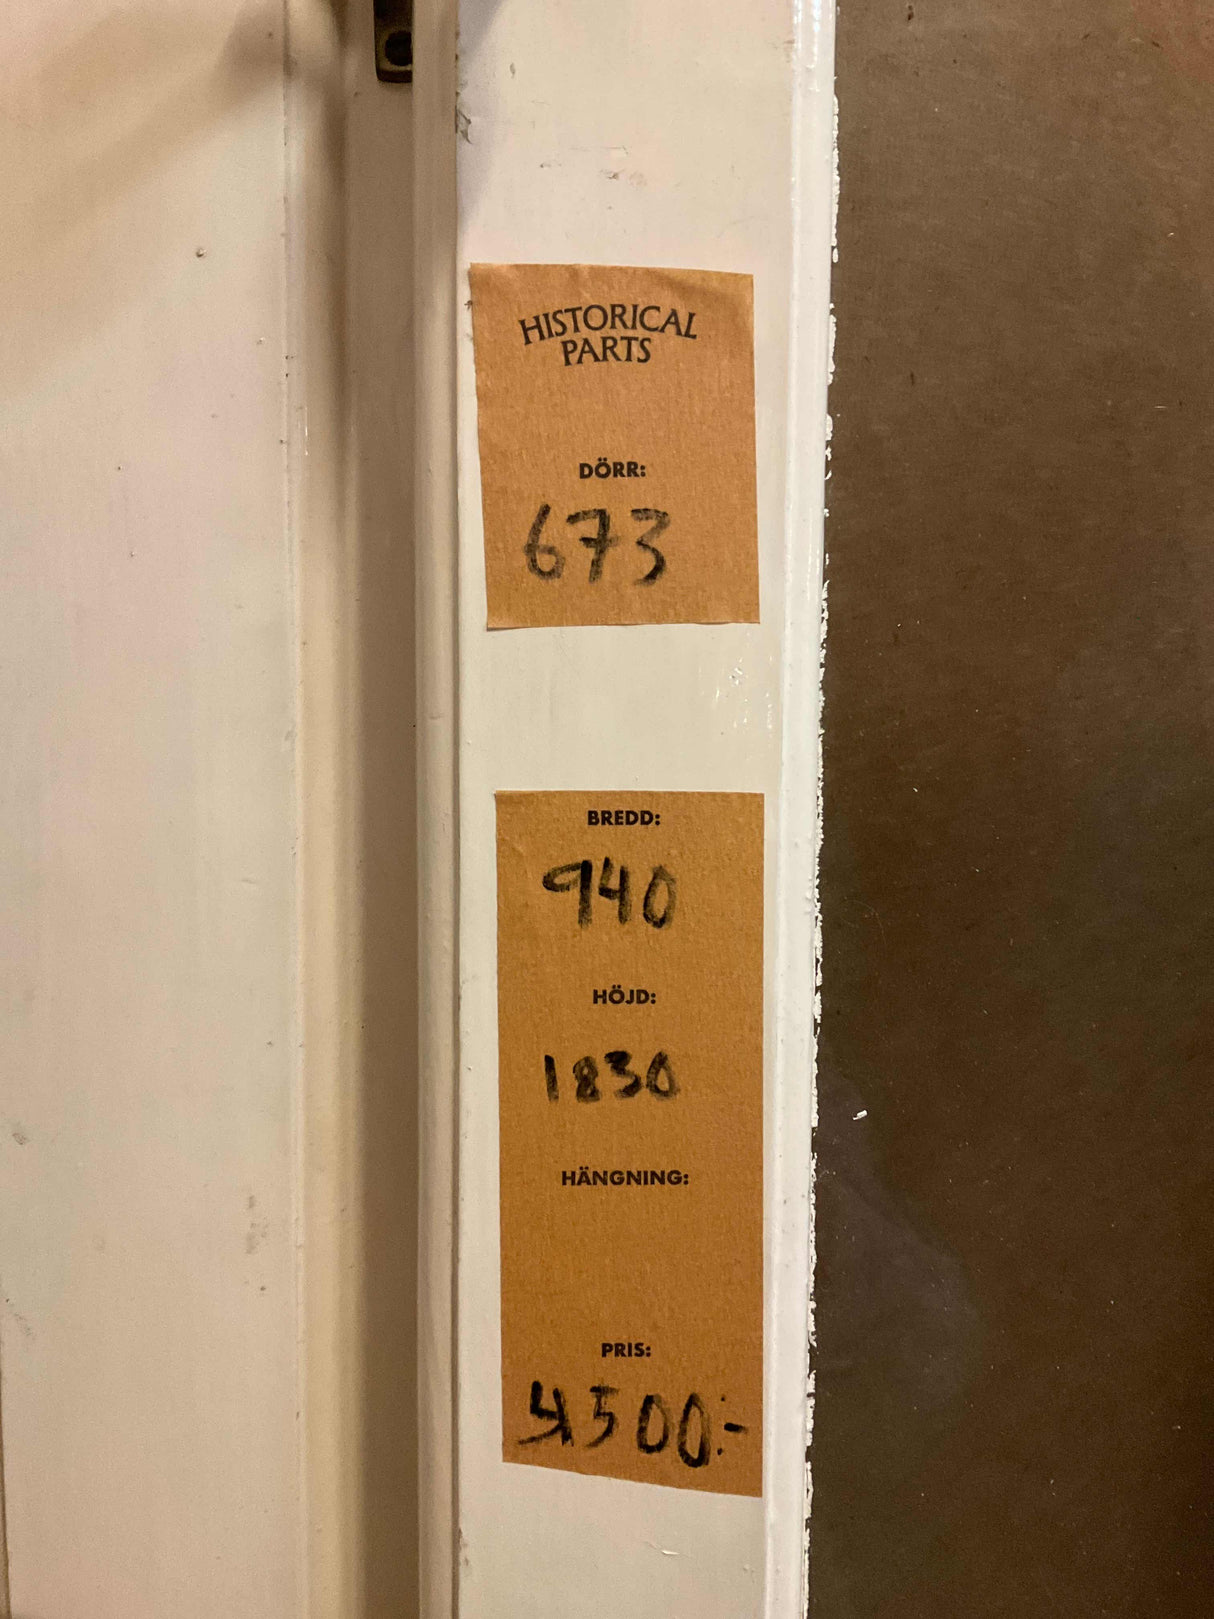 HISTORICAL
PARTS
DÖRR:
673
BREDD:
940
HÖJD:
1830
HÄNGNING:
PRIS:
4500:-